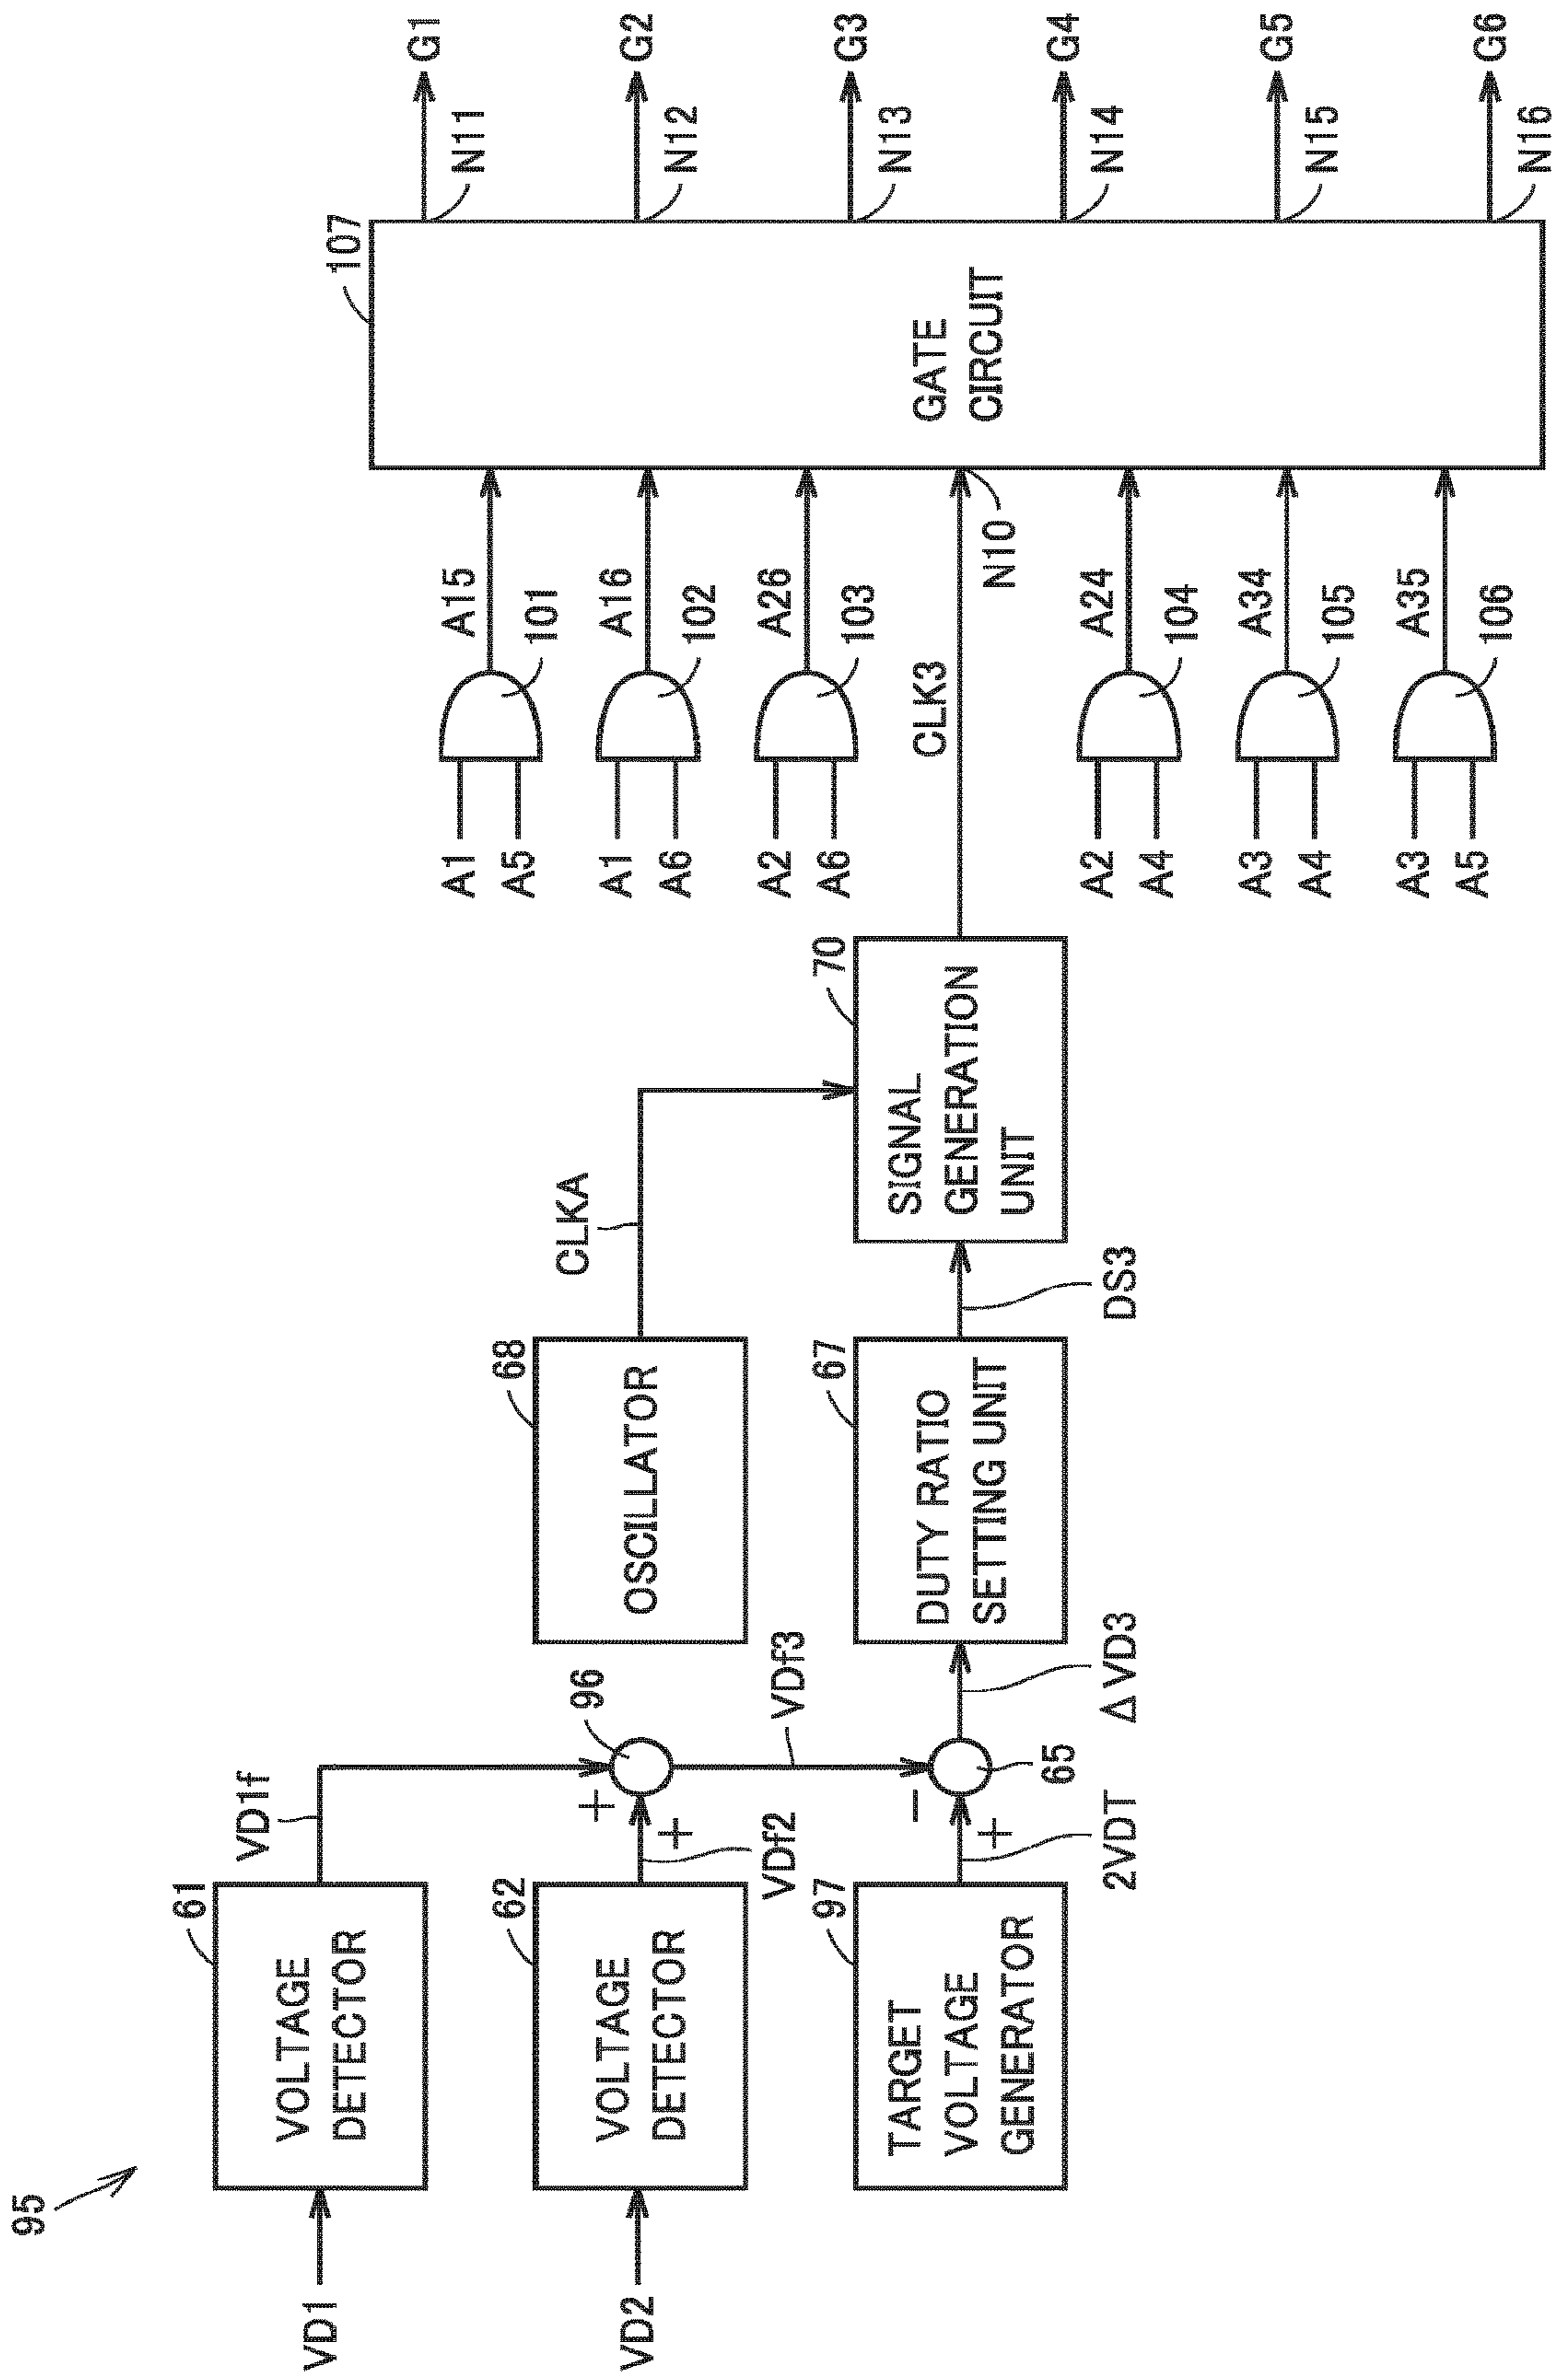 95
VD1
61
VOLTAGE
DETECTOR
VD1f
VD2
62
VOLTAGE
DETECTOR
VDf2
+
+
96
VDf3
97
TARGET
VOLTAGE
GENERATOR
2VDT
+
-
65
ΔVD3
68
OSCILLATOR
CLKA
67
DUTY RATIO
SETTING UNIT
DS3
70
SIGNAL
GENERATION
UNIT
CLK3
N10
A1
A5
101
A15
A1
A6
102
A16
A2
A6
103
A26
A2
A4
104
A24
A3
A4
105
A34
A3
A5
106
A35
107
GATE
CIRCUIT
N11
G1
N12
G2
N13
G3
N14
G4
N15
G5
N16
G6